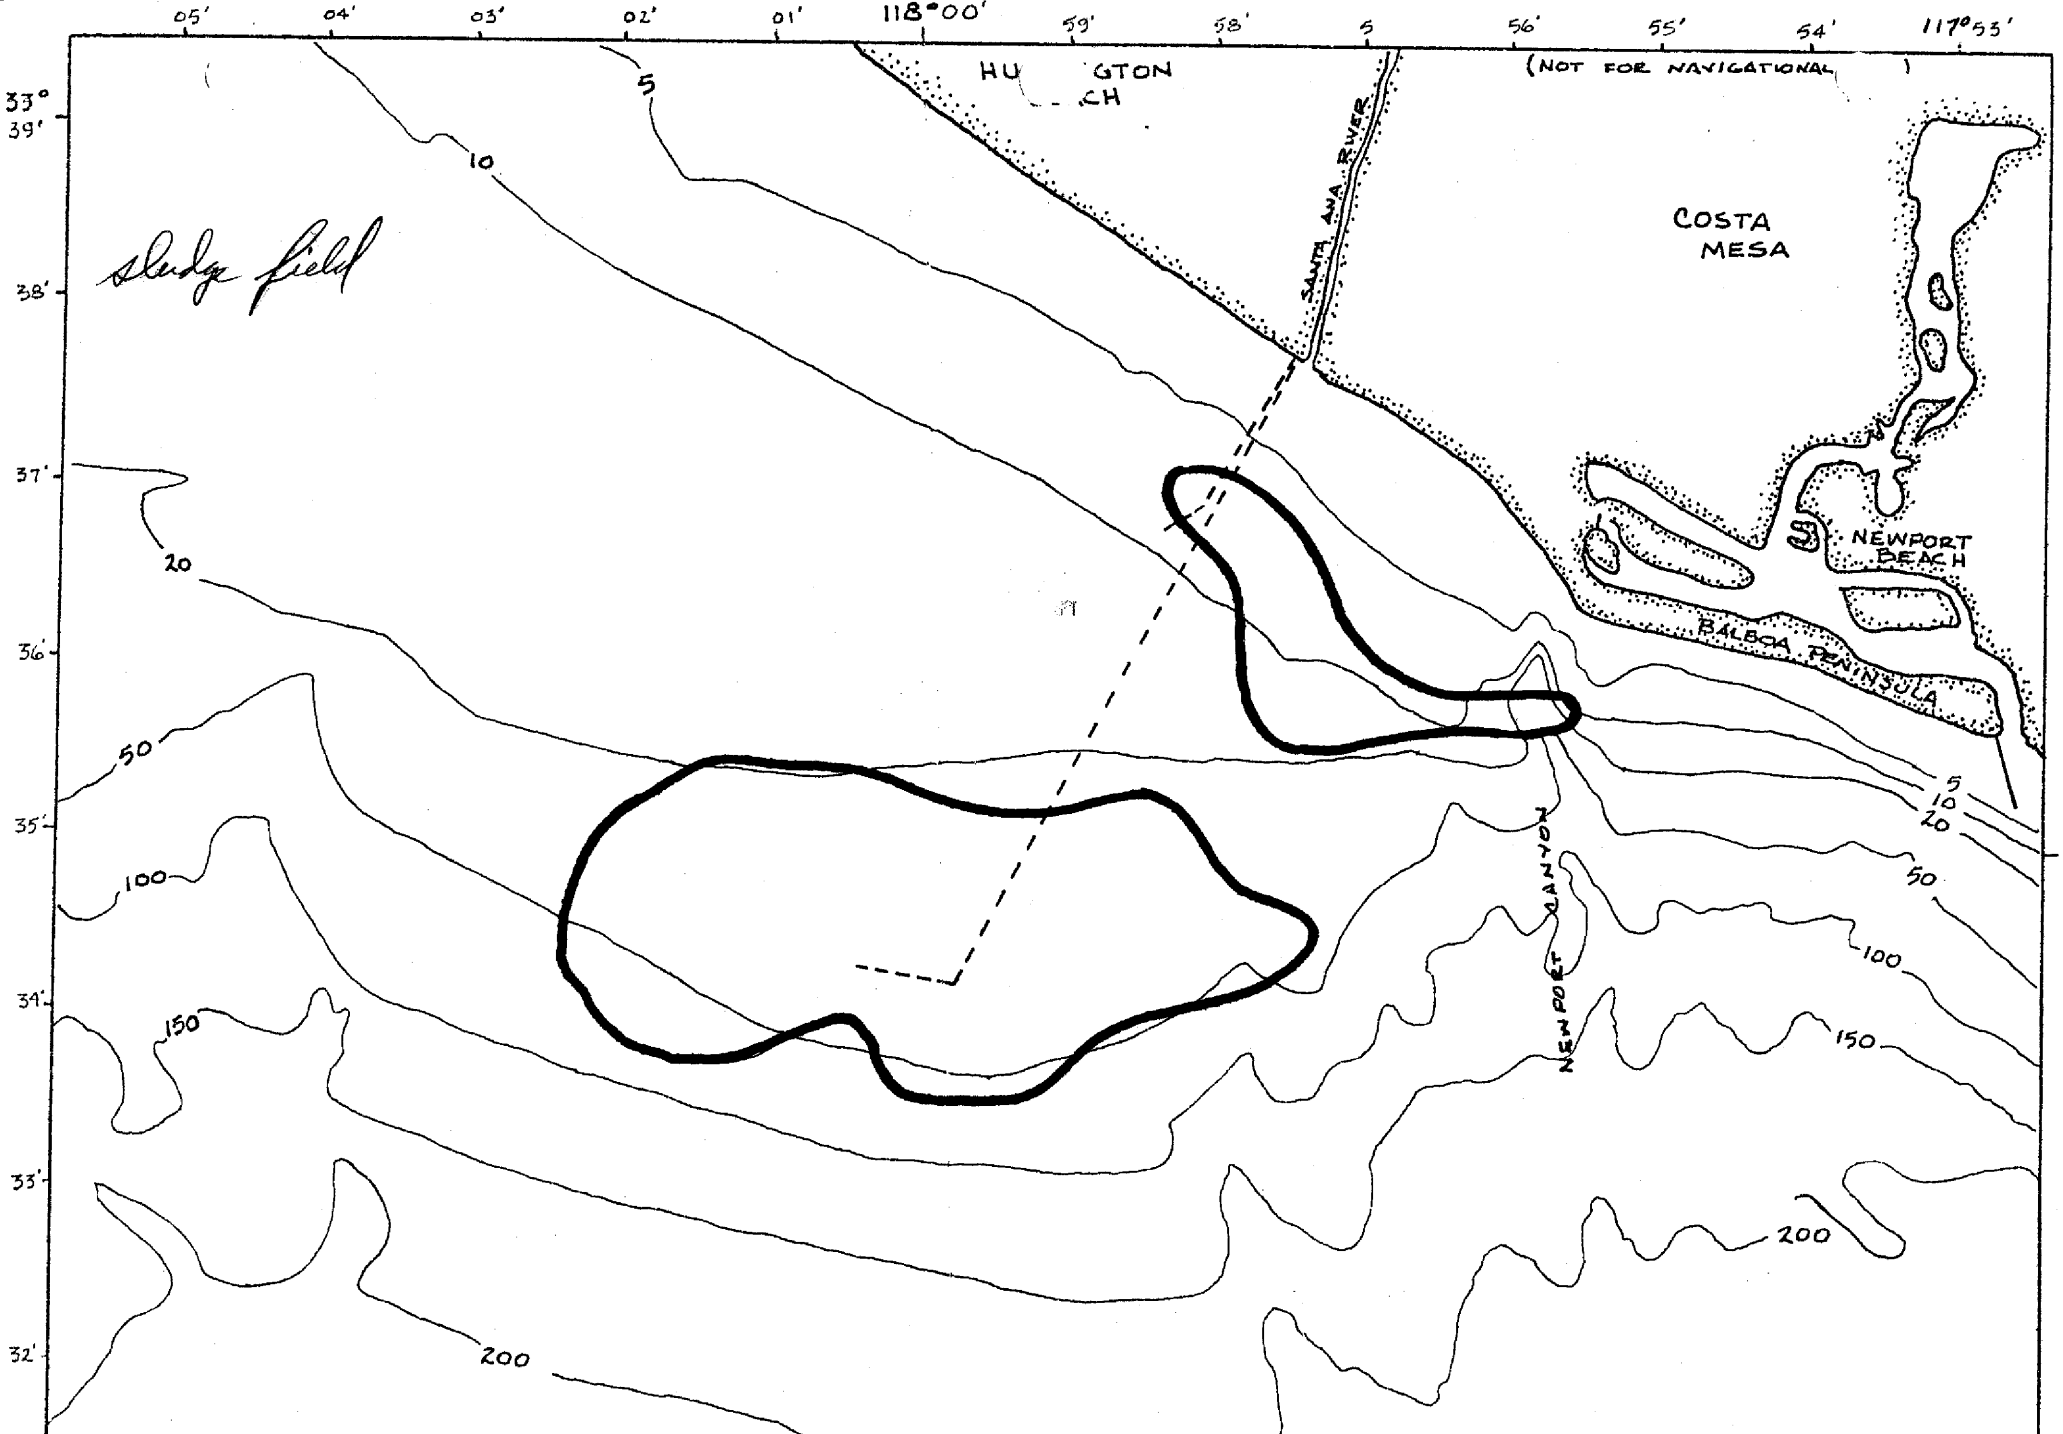 05' 04' 03' 02' 01' 118°00' 59' 58' 5 56' 55' 54' 117°53'
(NOT FOR NAVIGATIONAL )
HU GTON
CH
33°
39'
38'
37'
36'
35'
34'
33'
32'
sludge field
5
10
20
50
100
150
200
SANTA ANA RIVER
COSTA
MESA
NEWPORT
BEACH
BALBOA PENINSULA
NEWPORT CANYON
5
10
20
50
100
150
200